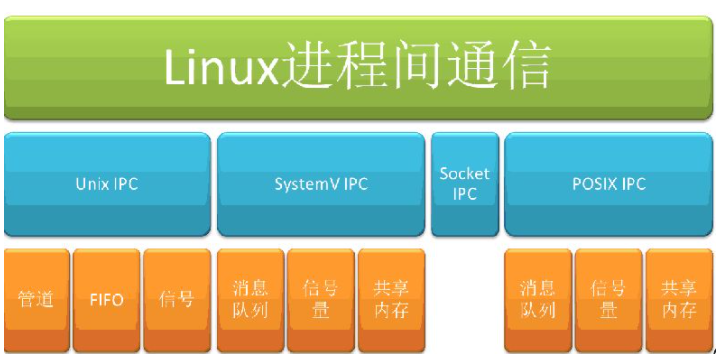 Linux进程间通信
Unix IPC
SystemV IPC
Socket
IPC
POSIX IPC
管道
FIFO
信号
消息
队列
信号
量
共享
内存
消息
队列
信号
量
共享
内存